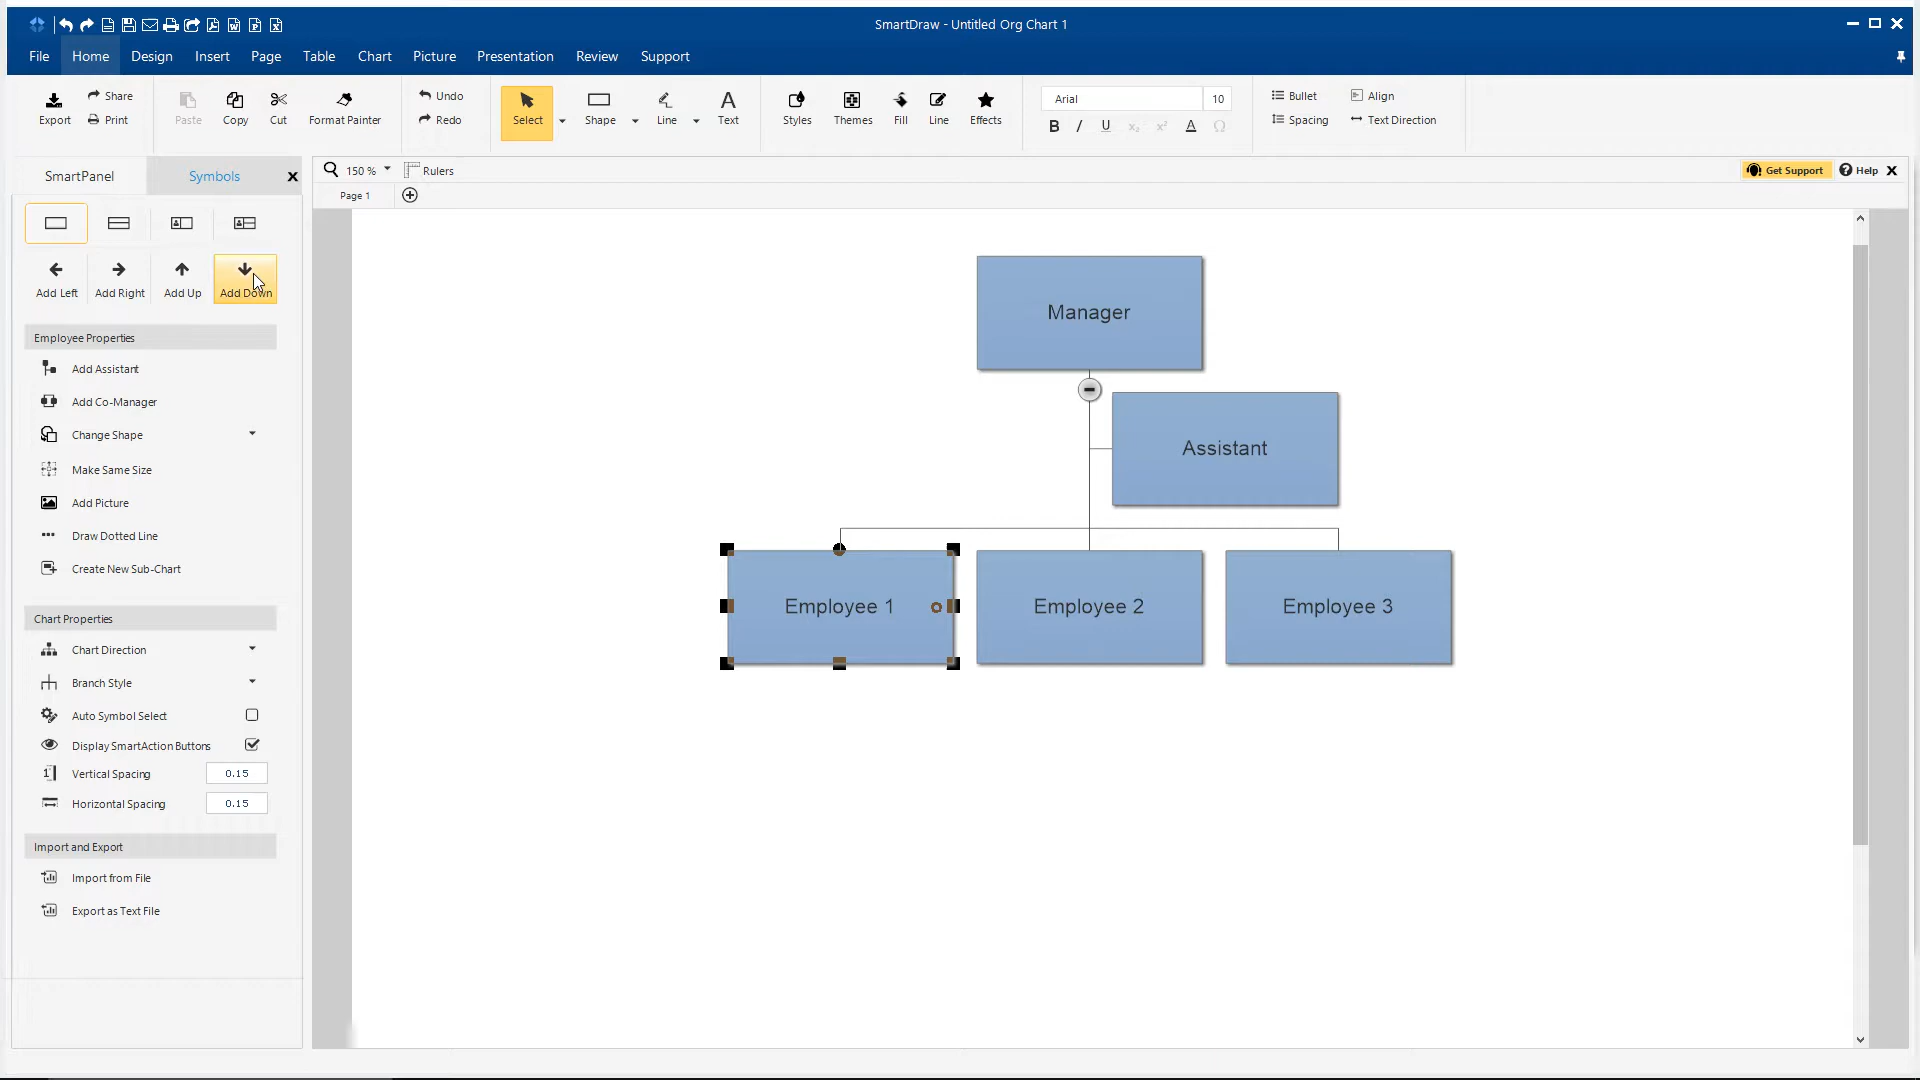 SmartDraw - Untitled Org Chart 1
File Home Design Insert Page Table Chart Picture Presentation Review Support
Export Share Print
Paste Copy Cut Format Painter
Undo Redo
Select Shape Line Text
Styles Themes Fill Line Effects
Arial 10
B I U x₂ x² A Ω
Bullet Align
Spacing Text Direction
SmartPanel Symbols
150 % Rulers
Get Support Help
Page 1
Add Left Add Right Add Up Add Down
Employee Properties
Add Assistant
Add Co-Manager
Change Shape
Make Same Size
Add Picture
Draw Dotted Line
Create New Sub-Chart
Chart Properties
Chart Direction
Branch Style
Auto Symbol Select
Display SmartAction Buttons
Vertical Spacing 0.15
Horizontal Spacing 0.15
Import and Export
Import from File
Export as Text File
Manager
Assistant
Employee 1 Employee 2 Employee 3